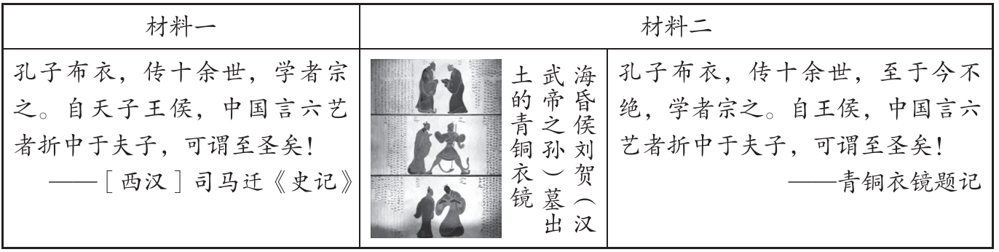 材料一
材料二
孔子布衣，传十余世，学者宗
之。自天子王侯，中国言六艺
者折中于夫子，可谓至圣矣！
——［西汉］司马迁《史记》
海昏侯刘贺（汉
武帝之孙）墓出
土的青铜衣镜
孔子布衣，传十余世，至于今不
绝，学者宗之。自王侯，中国言六
艺者折中于夫子，可谓至圣矣！
——青铜衣镜题记